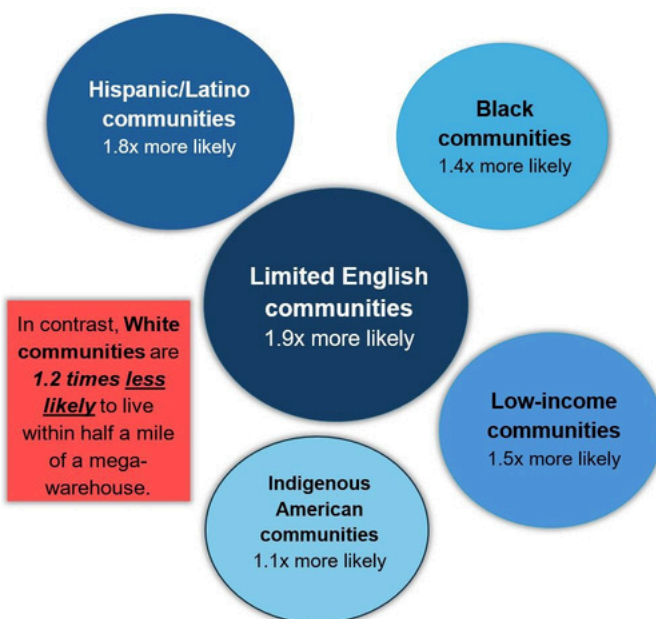 Hispanic/Latino
communities
1.8x more likely
Black
communities
1.4x more likely
Limited English
communities
1.9x more likely
In contrast, White
communities are
1.2 times less
likely to live
within half a mile
of a mega-
warehouse.
Low-income
communities
1.5x more likely
Indigenous
American
communities
1.1x more likely